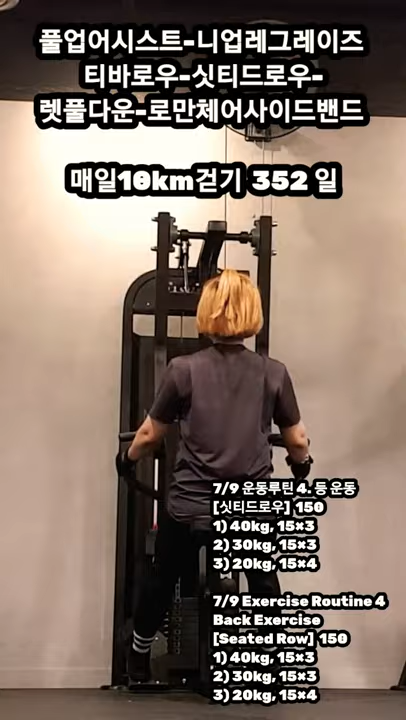 풀업어시스트-니업레그레이즈
티바로우-싯티드로우-
렛풀다운-로만체어사이드밴드
매일10km걷기 352 일
7/9 운동루틴 4. 등 운동
[싯티드로우] 150
1) 40kg, 15×3
2) 30kg, 15×3
3) 20kg, 15×4
7/9 Exercise Routine 4
Back Exercise
[Seated Row] 150
1) 40kg, 15×3
2) 30kg, 15×3
3) 20kg, 15×4